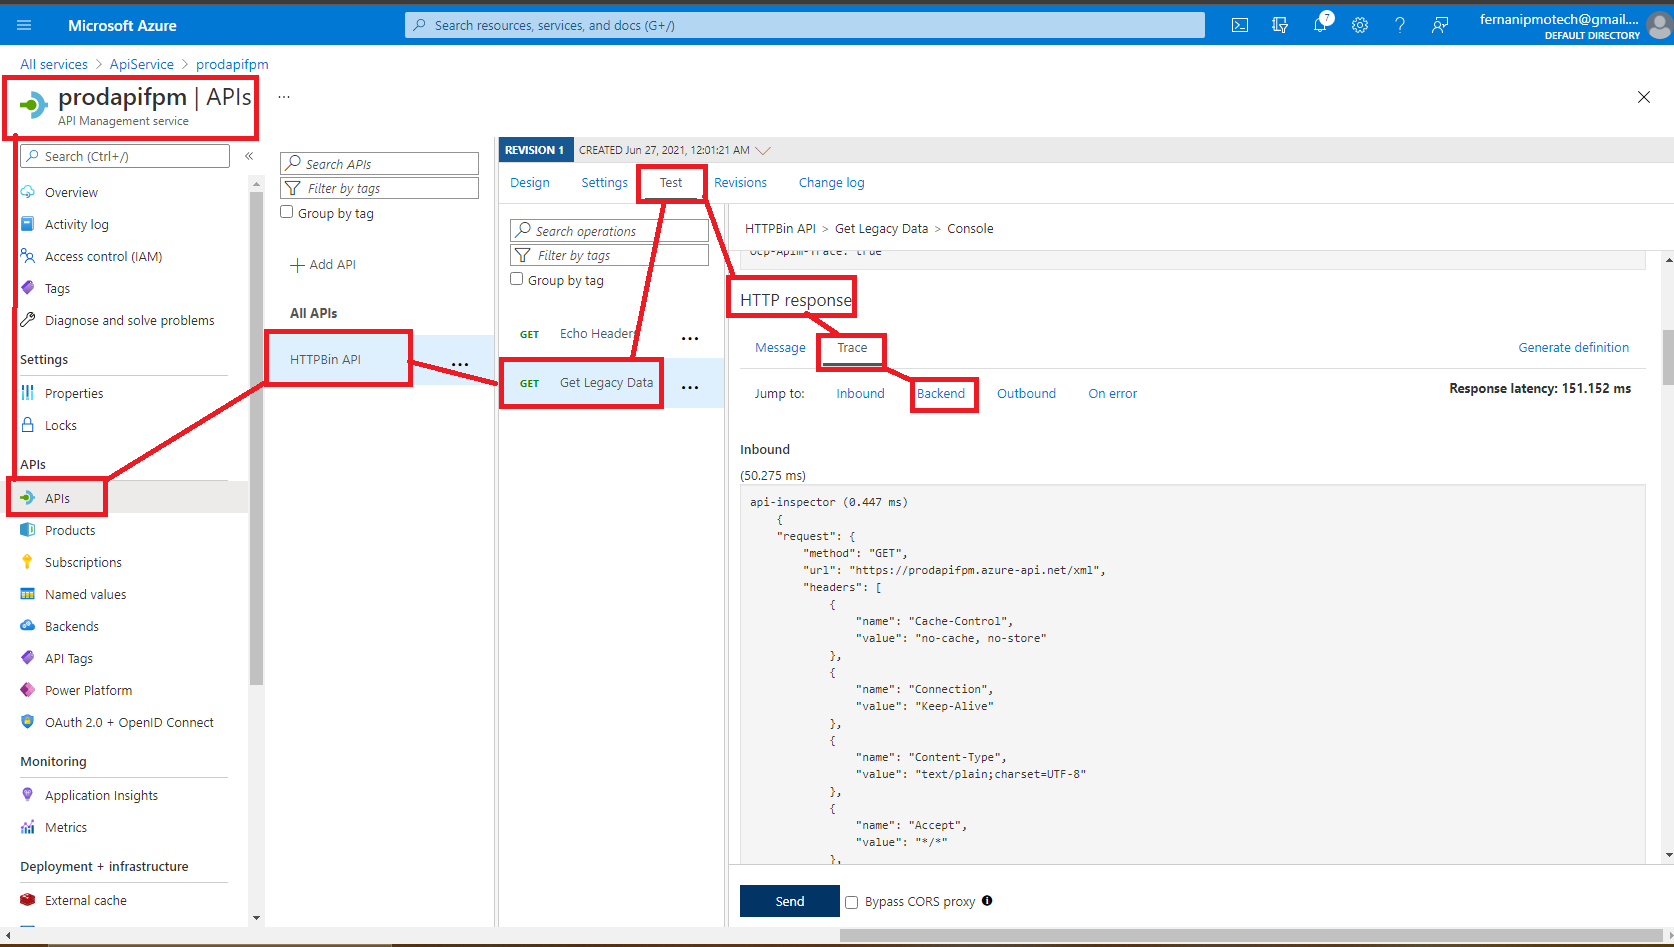 Microsoft Azure
Search resources, services, and docs (G+/)
7
fernanipmotech@gmail....
DEFAULT DIRECTORY
All services > ApiService > prodapifpm
prodapifpm | APIs ...
API Management service
Search (Ctrl+/)
«
Overview
Activity log
Access control (IAM)
Tags
Diagnose and solve problems
Settings
Properties
Locks
APIs
APIs
Products
Subscriptions
Named values
Backends
API Tags
Power Platform
OAuth 2.0 + OpenID Connect
Monitoring
Application Insights
Metrics
Deployment + infrastructure
External cache
Search APIs
Filter by tags
Group by tag
+ Add API
All APIs
HTTPBin API ...
REVISION 1 CREATED Jun 27, 2021, 12:01:21 AM
Design Settings Test Revisions Change log
Search operations
Filter by tags
Group by tag
GET Echo Headers ...
GET Get Legacy Data ...
HTTPBin API > Get Legacy Data > Console
Ocp-Apim-Trace: true
HTTP response
Message Trace Generate definition
Jump to: Inbound Backend Outbound On error Response latency: 151.152 ms
Inbound
(50.275 ms)
api-inspector (0.447 ms)
{
"request": {
"method": "GET",
"url": "https://prodapifpm.azure-api.net/xml",
"headers": [
{
"name": "Cache-Control",
"value": "no-cache, no-store"
},
{
"name": "Connection",
"value": "Keep-Alive"
},
{
"name": "Content-Type",
"value": "text/plain;charset=UTF-8"
},
{
"name": "Accept",
"value": "*/*"
},
Send Bypass CORS proxy